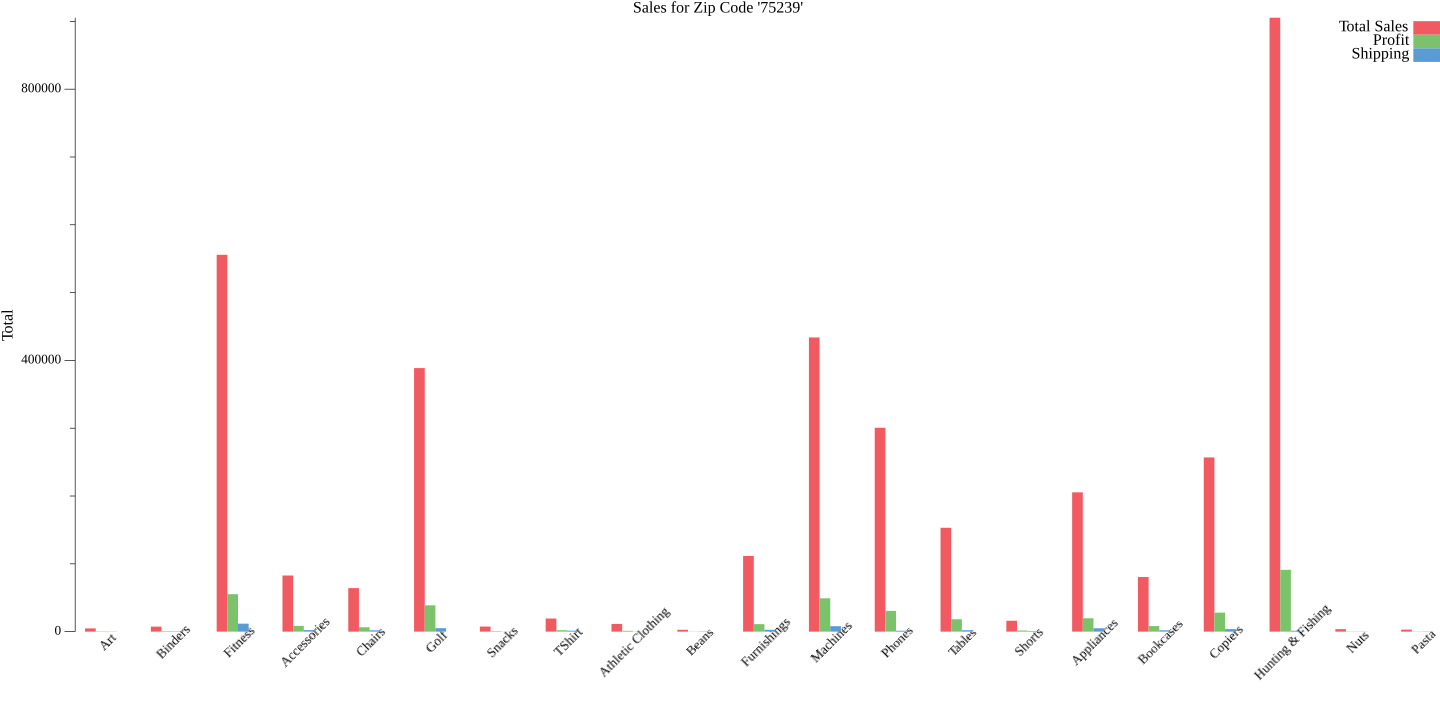 Sales for Zip Code '75239'
Total Sales
Profit
Shipping
800000
400000
0
Total
Art
Binders
Fitness
Accessories
Chairs
Golf
Snacks
TShirt
Athletic Clothing
Beans
Furnishings
Machines
Phones
Tables
Shorts
Appliances
Bookcases
Copiers
Hunting & Fishing
Nuts
Pasta